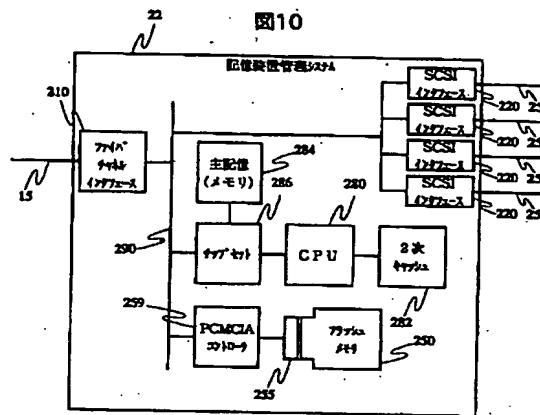 図10
22
記憶装置管理システム
210
ファイバ
チャネル
インタフェース
15
SCSI
インタフェース
220
25
SCSI
インタフェース
220
25
SCSI
インタフェース
220
25
SCSI
インタフェース
220
25
主記憶
(メモリ)
284
286
280
290
チップセット
CPU
2次
キャッシュ
282
259
PCMCIA
コントローラ
フラッシュ
メモリ
255
250